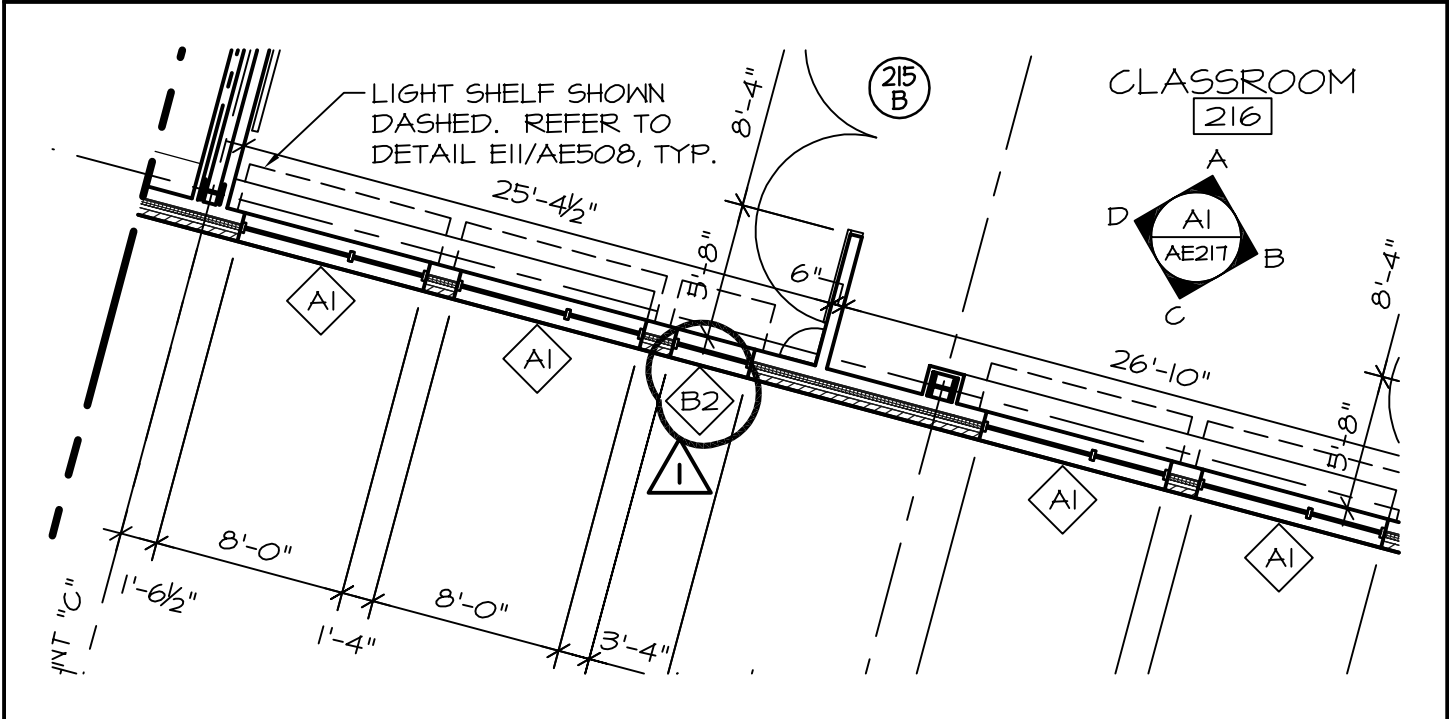 LIGHT SHELF SHOWN
DASHED. REFER TO
DETAIL E11/AE508, TYP.
8'-4"
215
B
CLASSROOM
216
A
D
A1
AE217
B
C
25'-4½"
5'-8"
6"
8'-4"
A1
A1
B2
1
26'-10"
5'-8"
A1
A1
8'-0"
1'-6½"
8'-0"
1'-4"
3'-4"
"C"